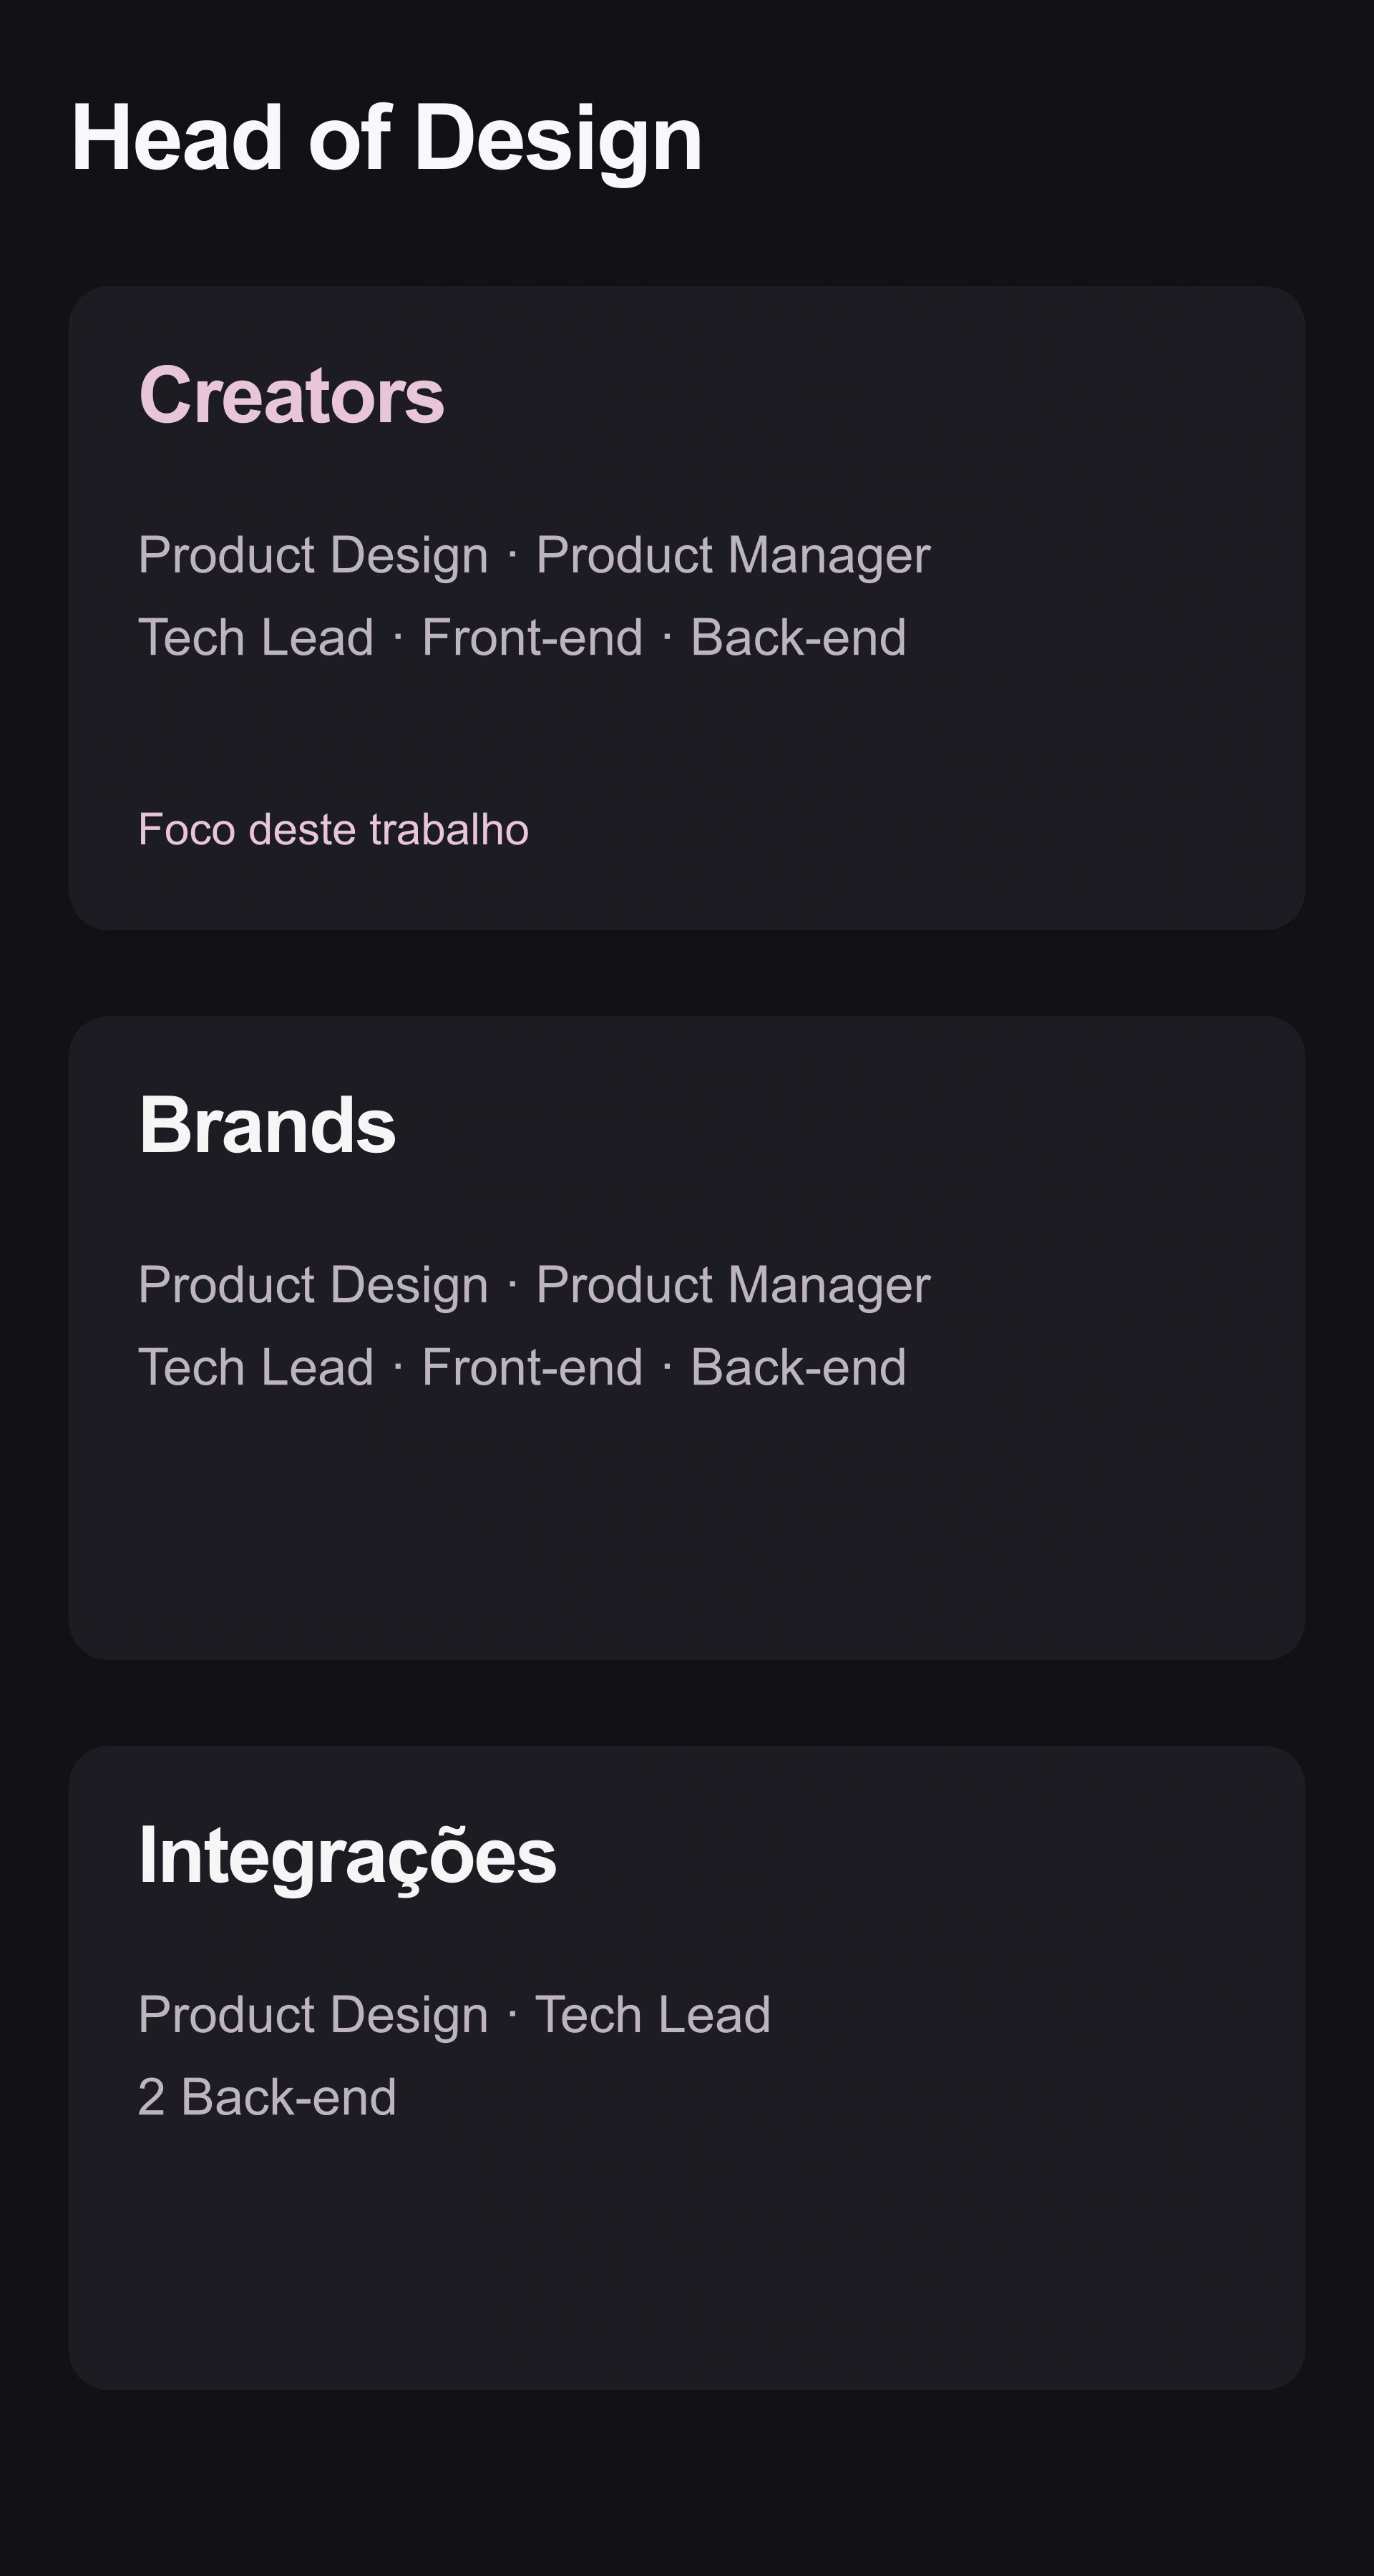 Head of Design
Creators
Product Design · Product Manager
Tech Lead · Front-end · Back-end
Foco deste trabalho
Brands
Product Design · Product Manager
Tech Lead · Front-end · Back-end
Integrações
Product Design · Tech Lead
2 Back-end